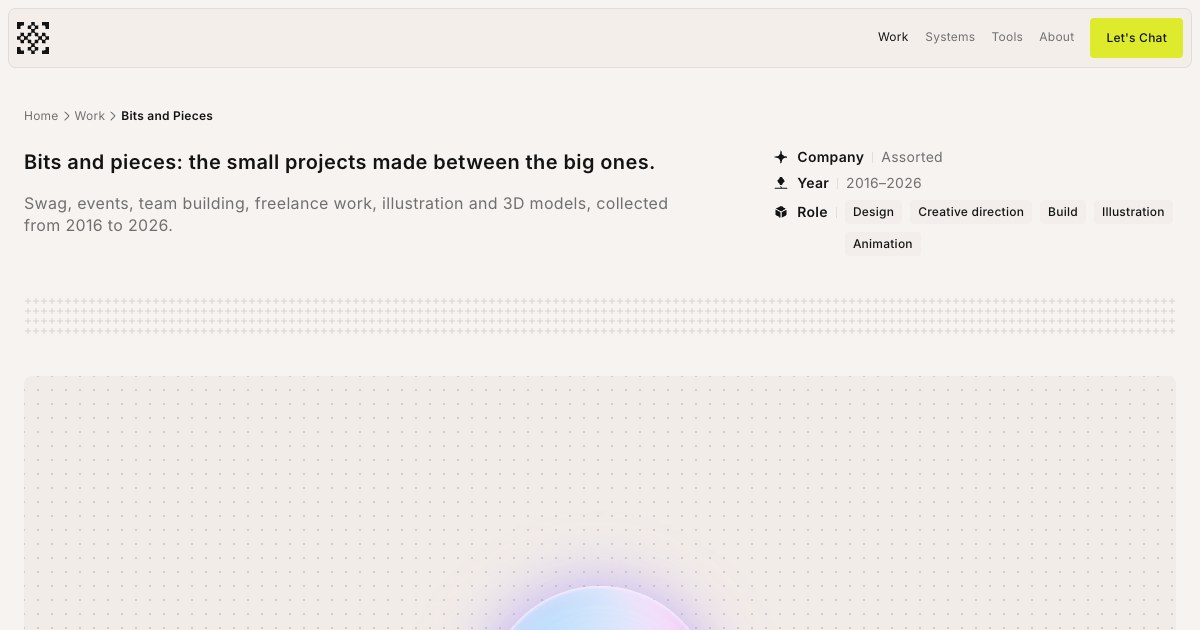 Work Systems Tools About Let's Chat
Home Work Bits and Pieces
Bits and pieces: the small projects made between the big ones.
Swag, events, team building, freelance work, illustration and 3D models, collected
from 2016 to 2026.
Company Assorted
Year 2016–2026
Role Design Creative direction Build Illustration
Animation